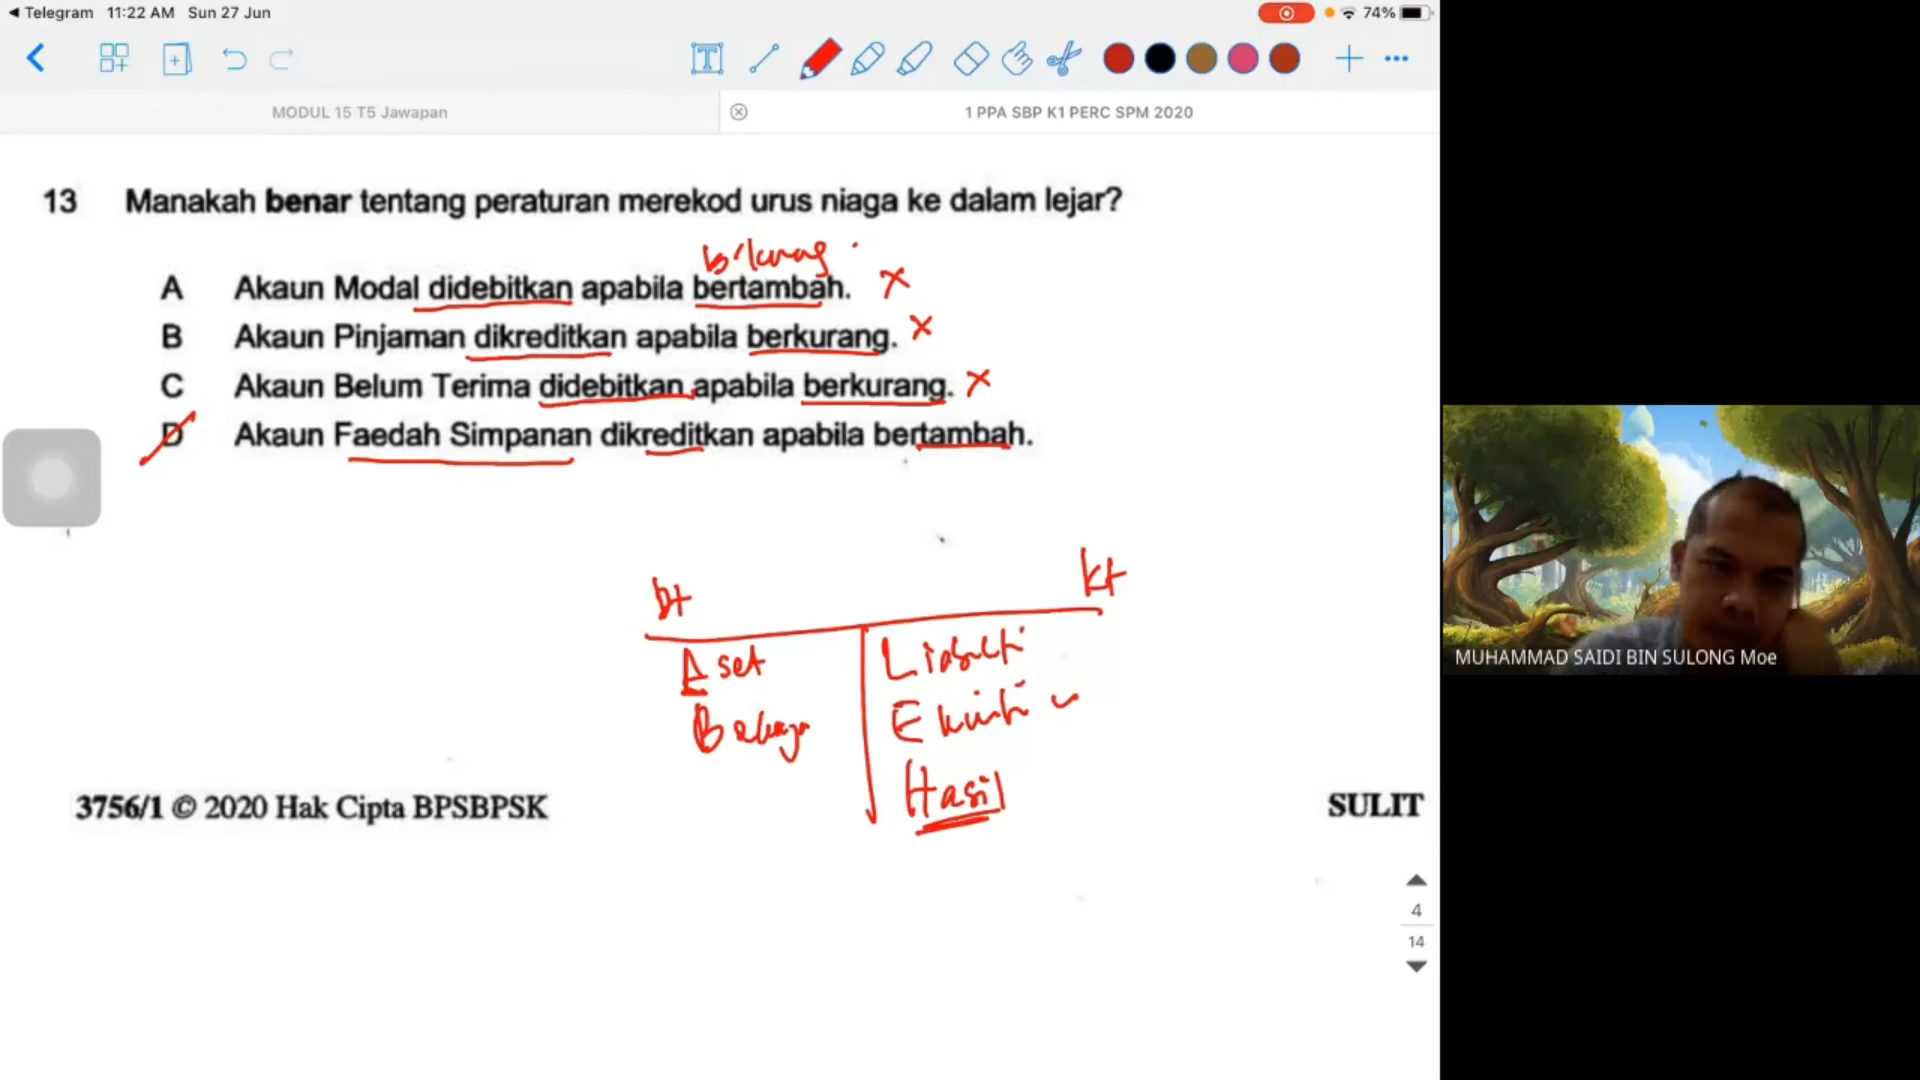 Telegram 11:22 AM Sun 27 Jun 74%
MODUL 15 T5 Jawapan
1 PPA SBP K1 PERC SPM 2020
13 Manakah benar tentang peraturan merekod urus niaga ke dalam lejar?
A Akaun Modal didebitkan apabila bertambah. X
B Akaun Pinjaman dikreditkan apabila berkurang. X
C Akaun Belum Terima didebitkan apabila berkurang. X
D Akaun Faedah Simpanan dikreditkan apabila bertambah.
Dt Kt
Aset
Belanja
Liabiliti
Ekuiti
Hasil
3756/1 © 2020 Hak Cipta BPSBPSK
SULIT
4
14
MUHAMMAD SAIDI BIN SULONG Moe